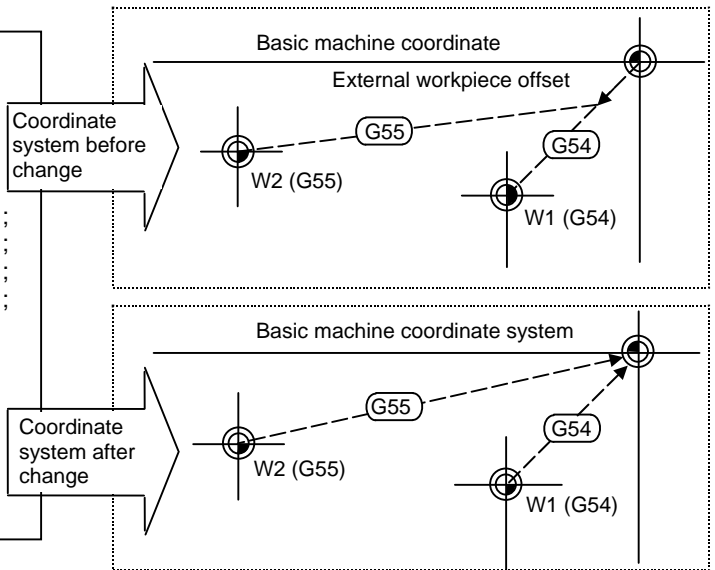 Basic machine coordinate
External workpiece offset
Coordinate
system before
change
G55
G54
W2 (G55)
W1 (G54)
;
;
;
;
Basic machine coordinate system
Coordinate
system after
change
G55
G54
W2 (G55)
W1 (G54)